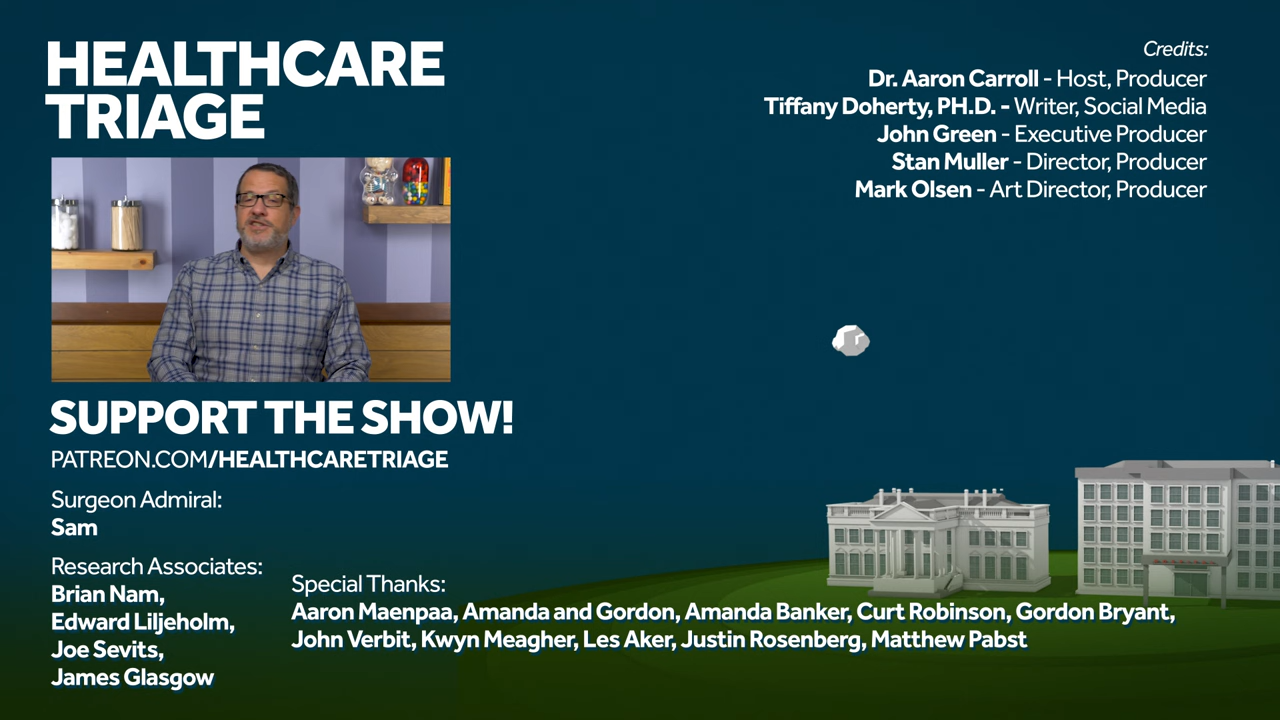 HEALTHCARE
TRIAGE
SUPPORT THE SHOW!
PATREON.COM/HEALTHCARETRIAGE
Surgeon Admiral:
Sam
Research Associates:
Brian Nam,
Edward Liljeholm,
Joe Sevits,
James Glasgow
Special Thanks:
Aaron Maenpaa, Amanda and Gordon, Amanda Banker, Curt Robinson, Gordon Bryant,
John Verbit, Kwyn Meagher, Les Aker, Justin Rosenberg, Matthew Pabst
Credits:
Dr. Aaron Carroll - Host, Producer
Tiffany Doherty, PH.D. - Writer, Social Media
John Green - Executive Producer
Stan Muller - Director, Producer
Mark Olsen - Art Director, Producer